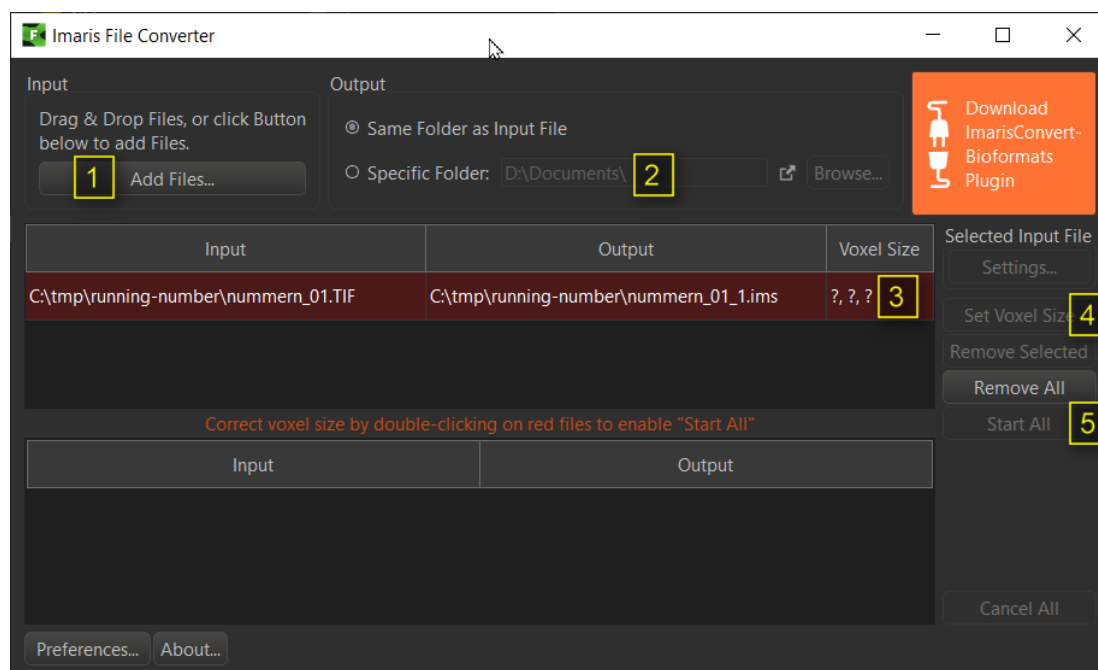 Imaris File Converter
Input
Drag & Drop Files, or click Button
below to add Files.
1
Add Files...
Output
Same Folder as Input File
Specific Folder:
D:\Documents\
2
Browse...
Download
ImarisConvert-
Bioformats
Plugin
Input
Output
Voxel Size
C:\tmp\running-number\nummern_01.TIF
C:\tmp\running-number\nummern_01_1.ims
?, ?, ?
3
Selected Input File
Settings...
Set Voxel Size
4
Remove Selected
Remove All
Start All
5
Correct voxel size by double-clicking on red files to enable "Start All"
Input
Output
Cancel All
Preferences...
About...